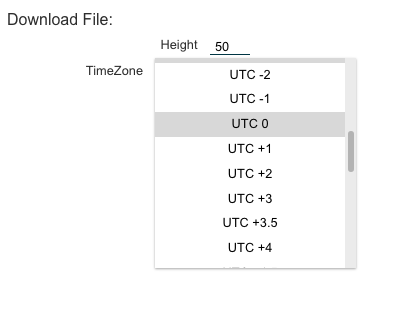 Download File:
Height 50
TimeZone
UTC -2
UTC -1
UTC 0
UTC +1
UTC +2
UTC +3
UTC +3.5
UTC +4